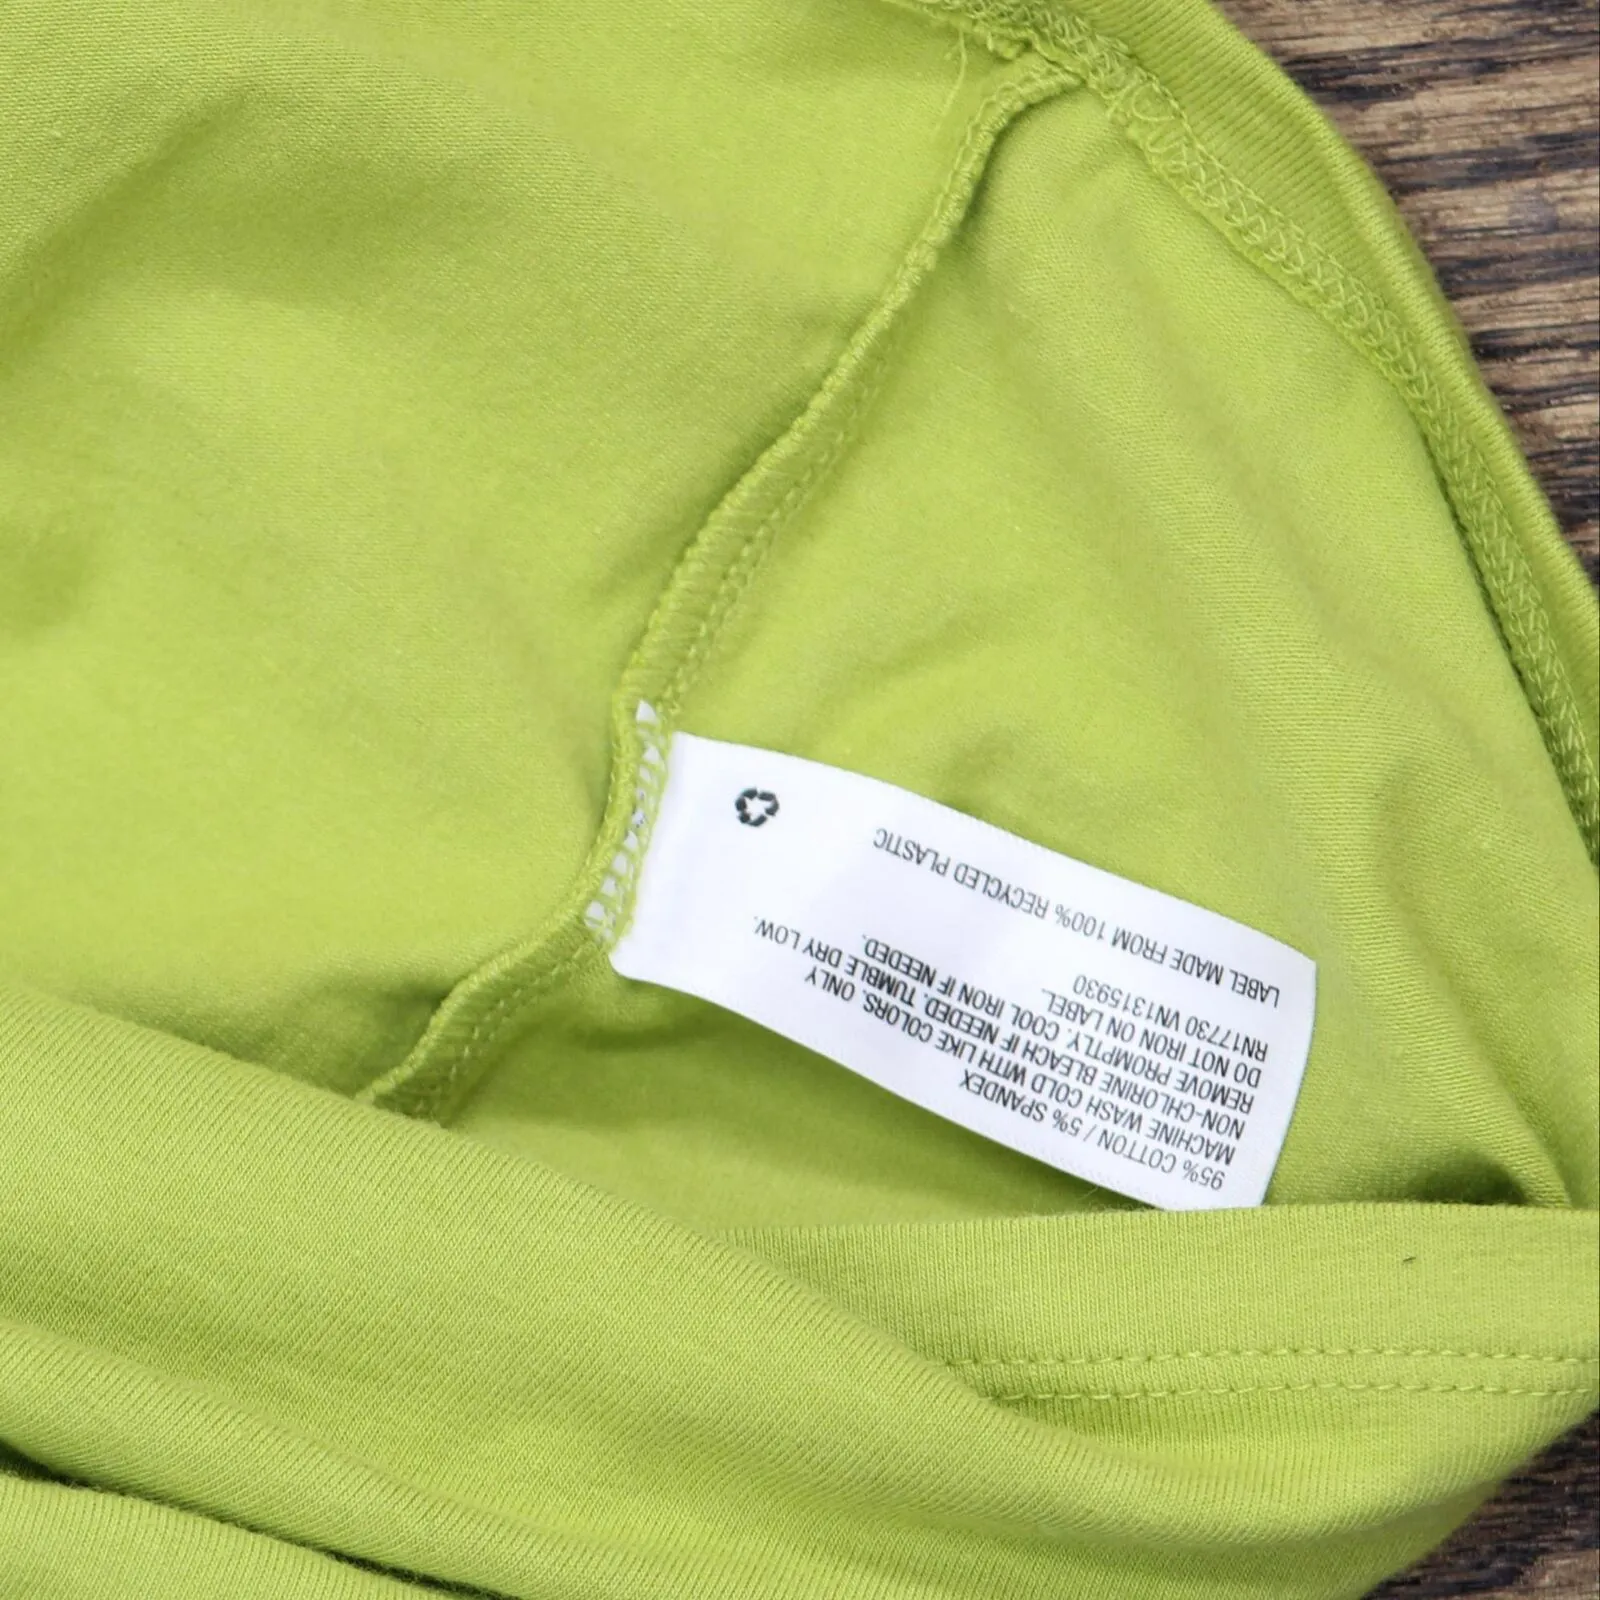 95% COTTON / 5% SPANDEX
MACHINE WASH COLD WITH LIKE COLORS. ONLY
NON-CHLORINE BLEACH IF NEEDED. TUMBLE DRY LOW.
REMOVE PROMPTLY. COOL IRON IF NEEDED.
DO NOT IRON ON LABEL.
RN17730 VN13159930
LABEL MADE FROM 100% RECYCLED PLASTIC